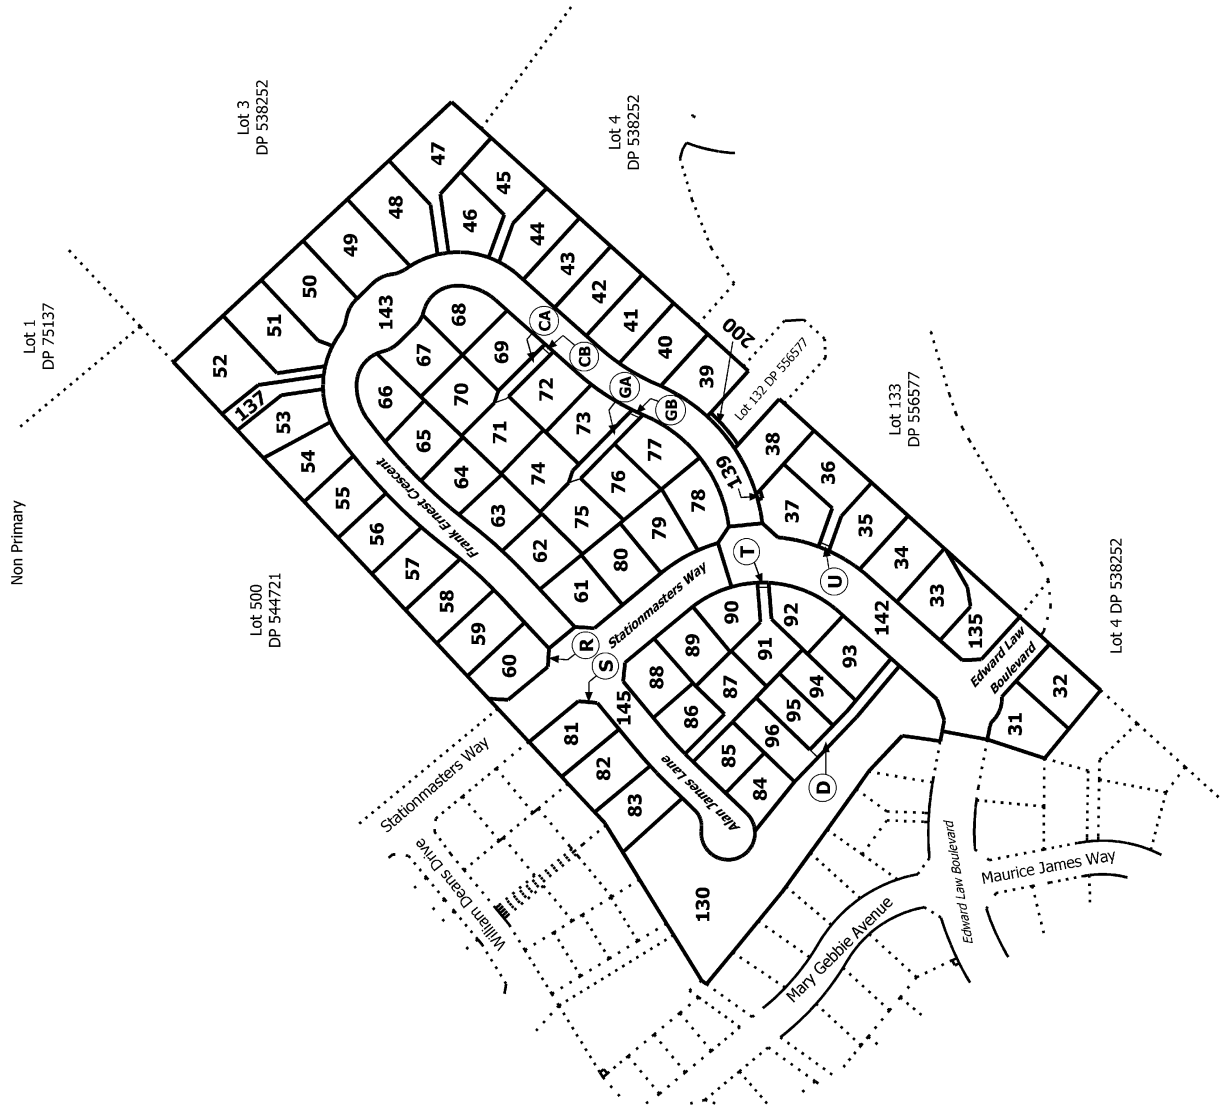 Lot 3
DP 538252
Lot 4
DP 538252
Lot 1
DP 75137
Non Primary
Lot 500
DP 544721
Lot 132 DP 556577
Lot 133
DP 556577
Lot 4 DP 538252
47
48
45
46
49
44
50
43
51
143
68
42
52
CA
41
67
69
CB
40
200
137
66
70
72
GA
39
53
65
71
73
GB
54
64
74
77
38
55
Frank Ernest Crescent
63
76
139
36
56
75
78
37
57
62
79
35
58
61
80
T
34
59
Stationmasters Way
U
33
60
R
90
92
142
135
S
89
91
93
Edward Law
Boulevard
88
87
94
32
145
86
95
31
81
85
96
82
84
D
83
Alan James Lane
130
Stationmasters Way
William Deans Drive
Mary Gebbie Avenue
Edward Law Boulevard
Maurice James Way